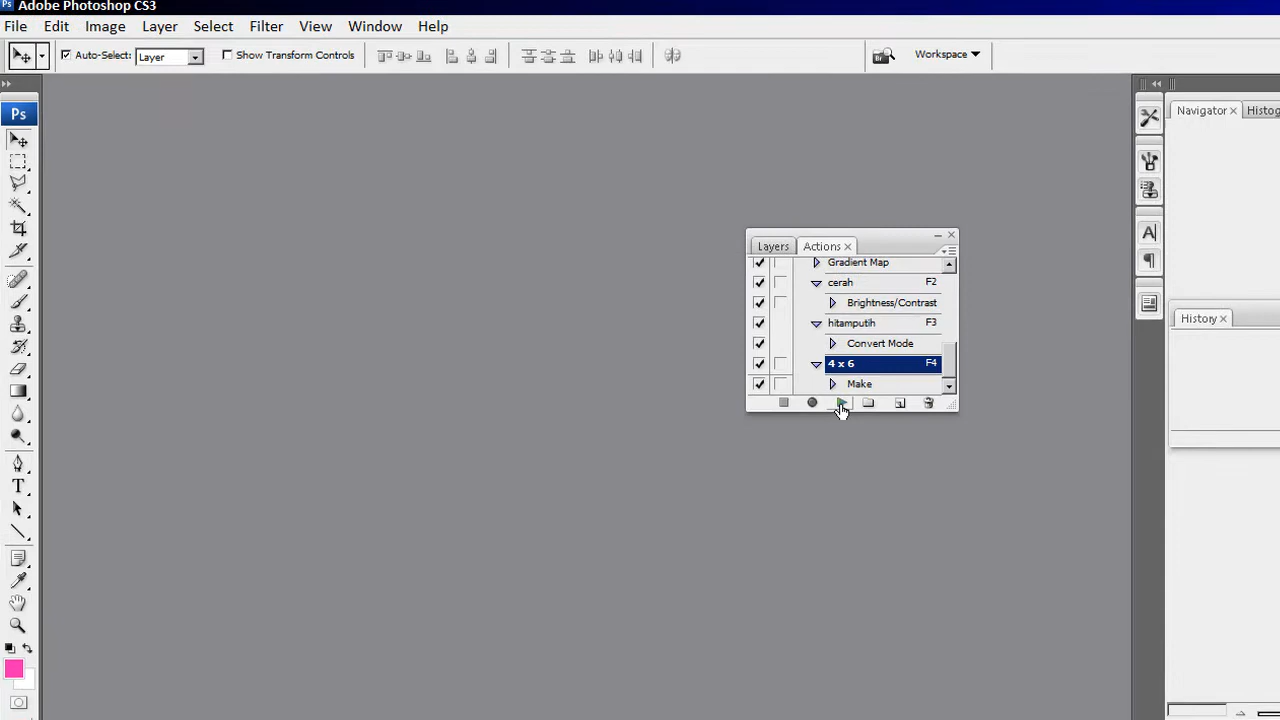 Ps Adobe Photoshop CS3
File Edit Image Layer Select Filter View Window Help
Auto-Select: Layer Show Transform Controls Br Workspace
Ps
Navigator Histog
Layers Actions
Gradient Map
cerah F2
Brightness/Contrast
hitamputih F3
Convert Mode
4 x 6 F4
Make
A
History
T